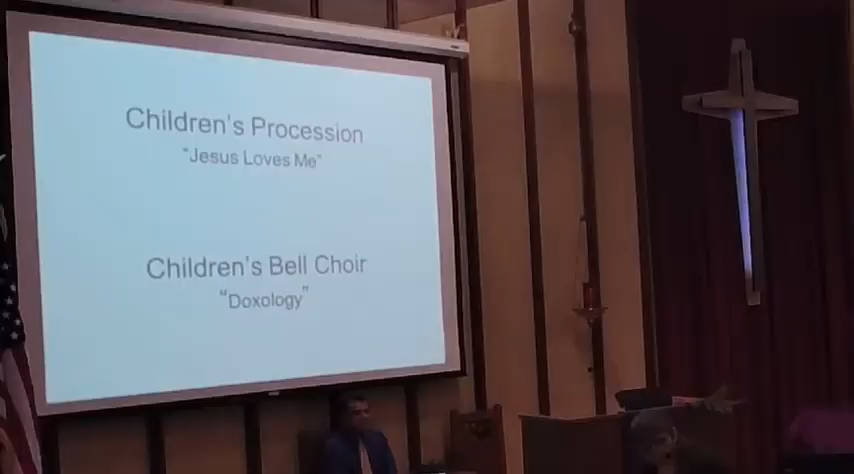 Children's Procession
"Jesus Loves Me"
Children's Bell Choir
"Doxology"